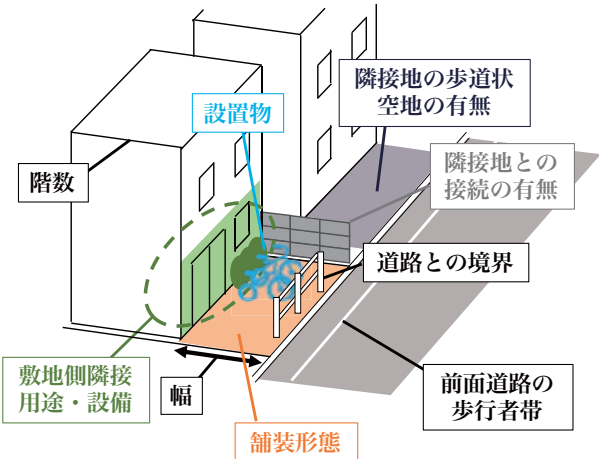 隣接地の歩道状
空地の有無
設置物
隣接地との
接続の有無
階数
道路との境界
敷地側隣接
用途・設備
幅
前面道路の
歩行者帯
舗装形態